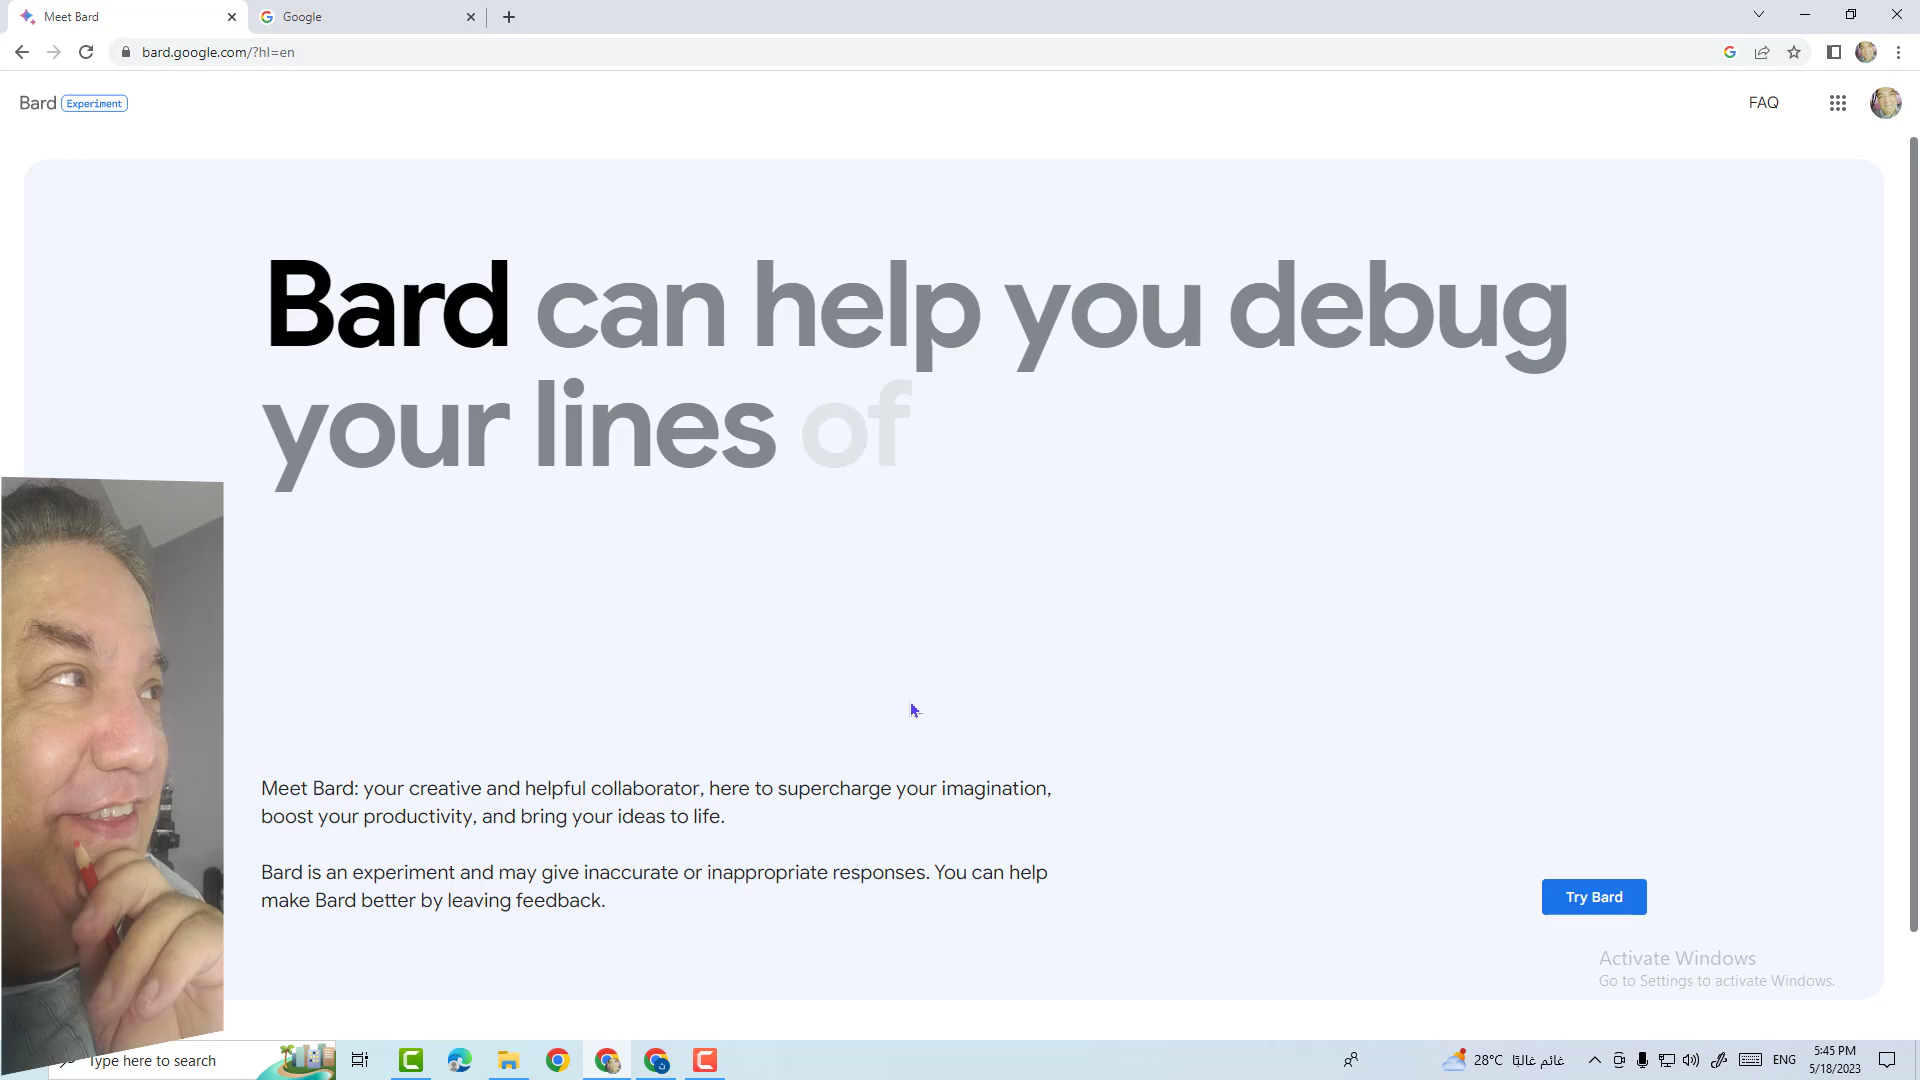 Meet Bard
Google
bard.google.com/?hl=en
Bard Experiment
FAQ
Bard can help you debug
your lines of
Meet Bard: your creative and helpful collaborator, here to supercharge your imagination,
boost your productivity, and bring your ideas to life.
Bard is an experiment and may give inaccurate or inappropriate responses. You can help
make Bard better by leaving feedback.
Try Bard
Activate Windows
Go to Settings to activate Windows.
Type here to search
28°C غائم غالبًا
ENG
5:45 PM
5/18/2023